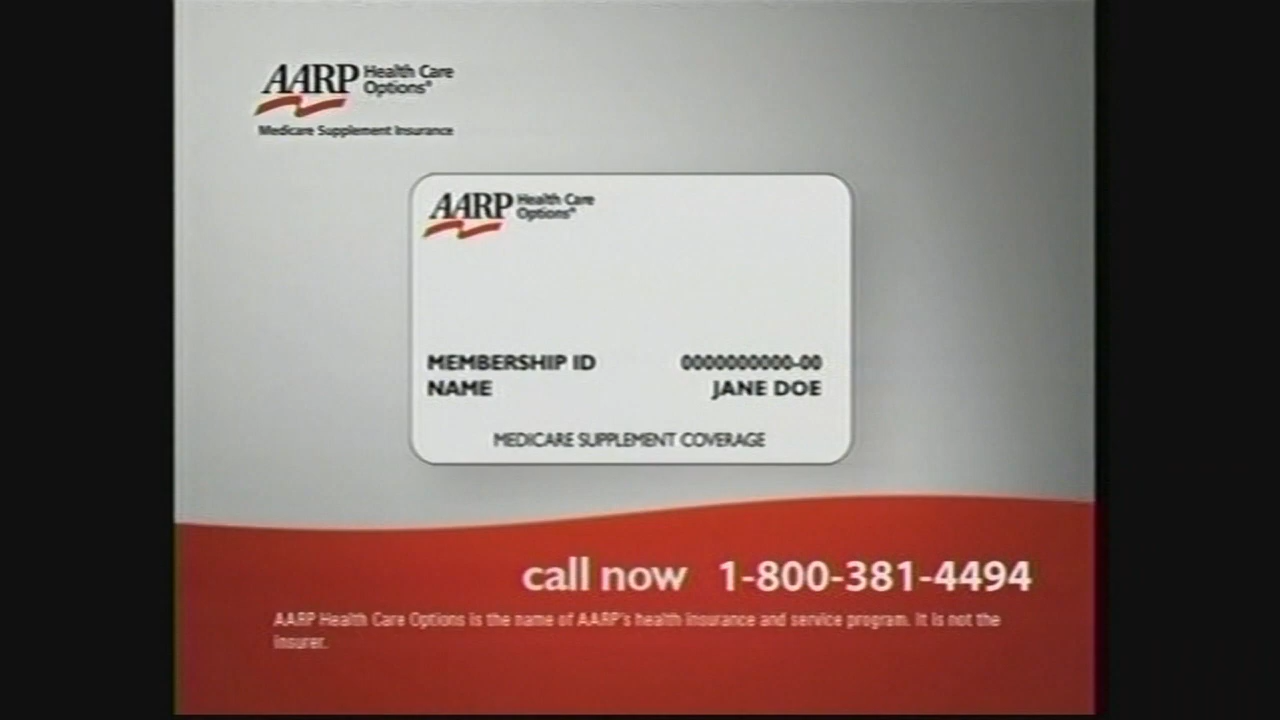 AARP Health Care
Options®
Medicare Supplement Insurance
AARP Health Care
Options®
MEMBERSHIP ID 0000000000-00
NAME JANE DOE
MEDICARE SUPPLEMENT COVERAGE
call now 1-800-381-4494
AARP Health Care Options is the name of AARP's health insurance and service program. It is not the
insurer.